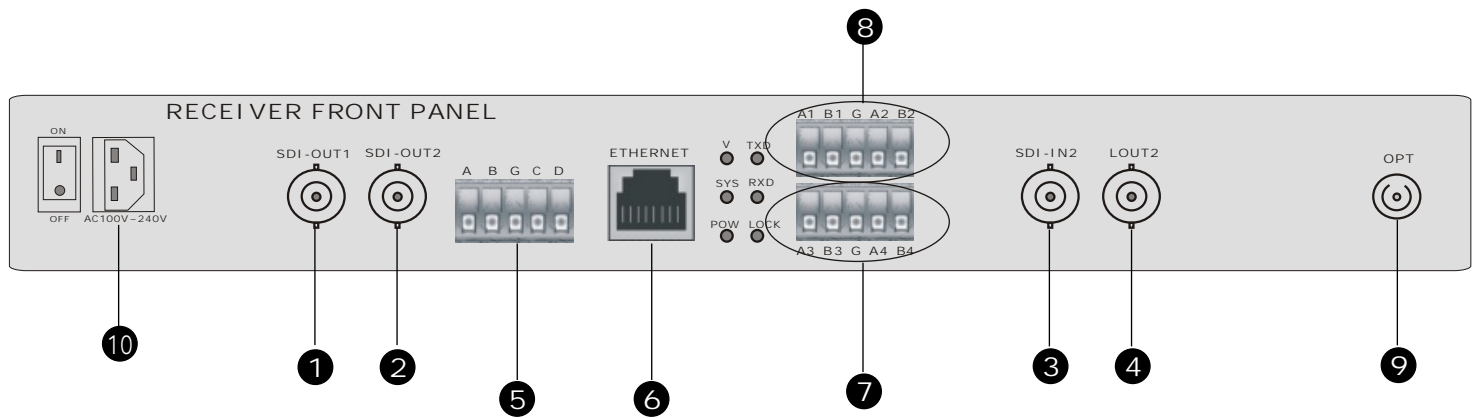 8
RECEIVER FRONT PANEL
ON
OFF
AC100V~240V
SDI-OUT1 SDI-OUT2
A B G C D
ETHERNET
V TXD
SYS RXD
POW LOCK
A1 B1 G A2 B2
A3 B3 G A4 B4
SDI-IN2 LOUT2
OPT
10
1
2
5
6
7
3
4
9